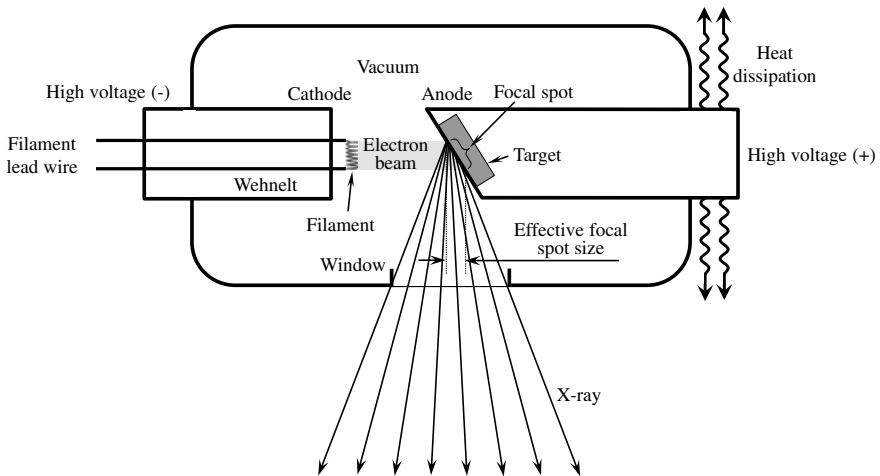 Heat
dissipation
Vacuum
High voltage (-)
Cathode
Anode
Focal spot
Filament
lead wire
Electron
beam
Target
High voltage (+)
Wehnelt
Filament
Effective focal
spot size
Window
X-ray